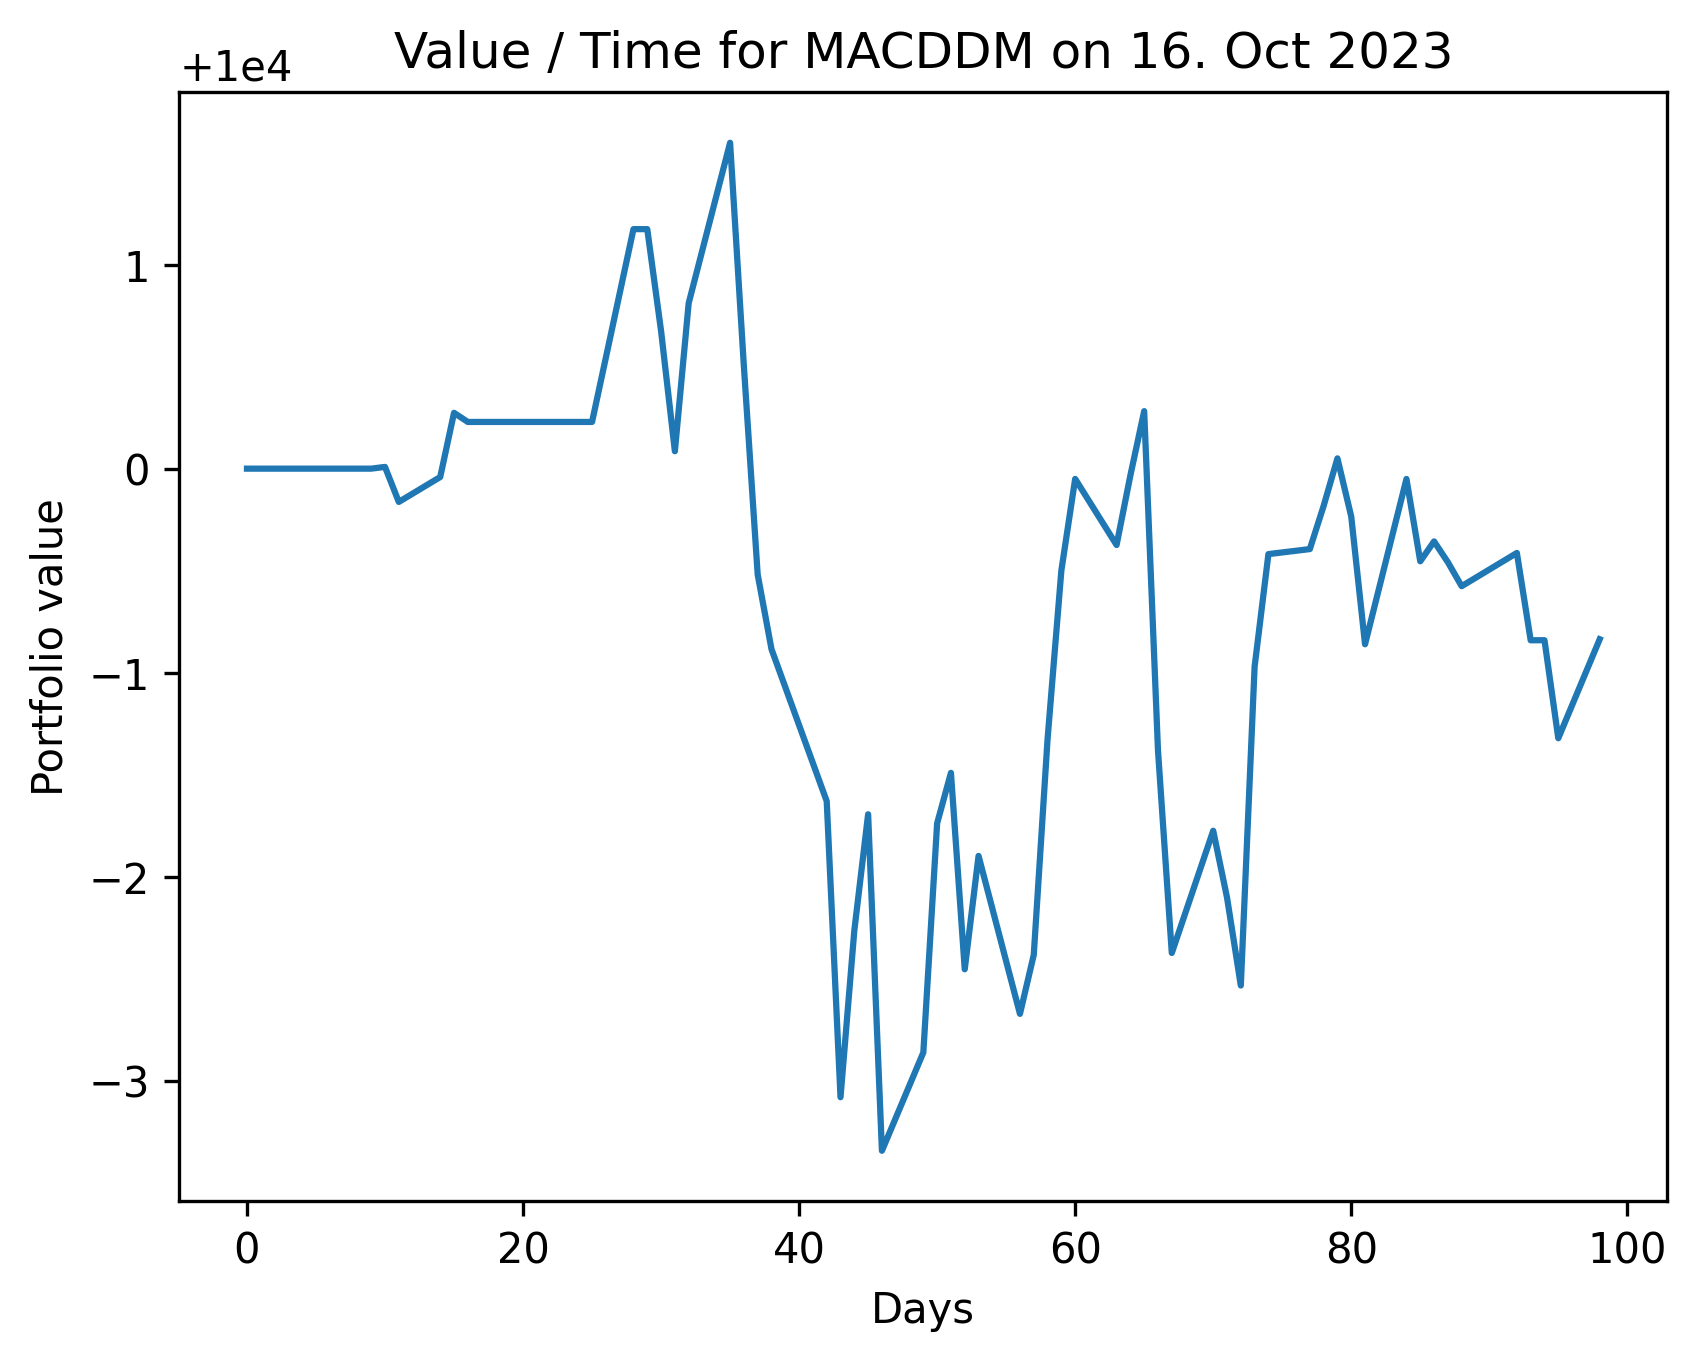 Value / Time for MACDDM on 16. Oct 2023
+1e4
1
0
−1
−2
−3
Portfolio value
0 20 40 60 80 100
Days